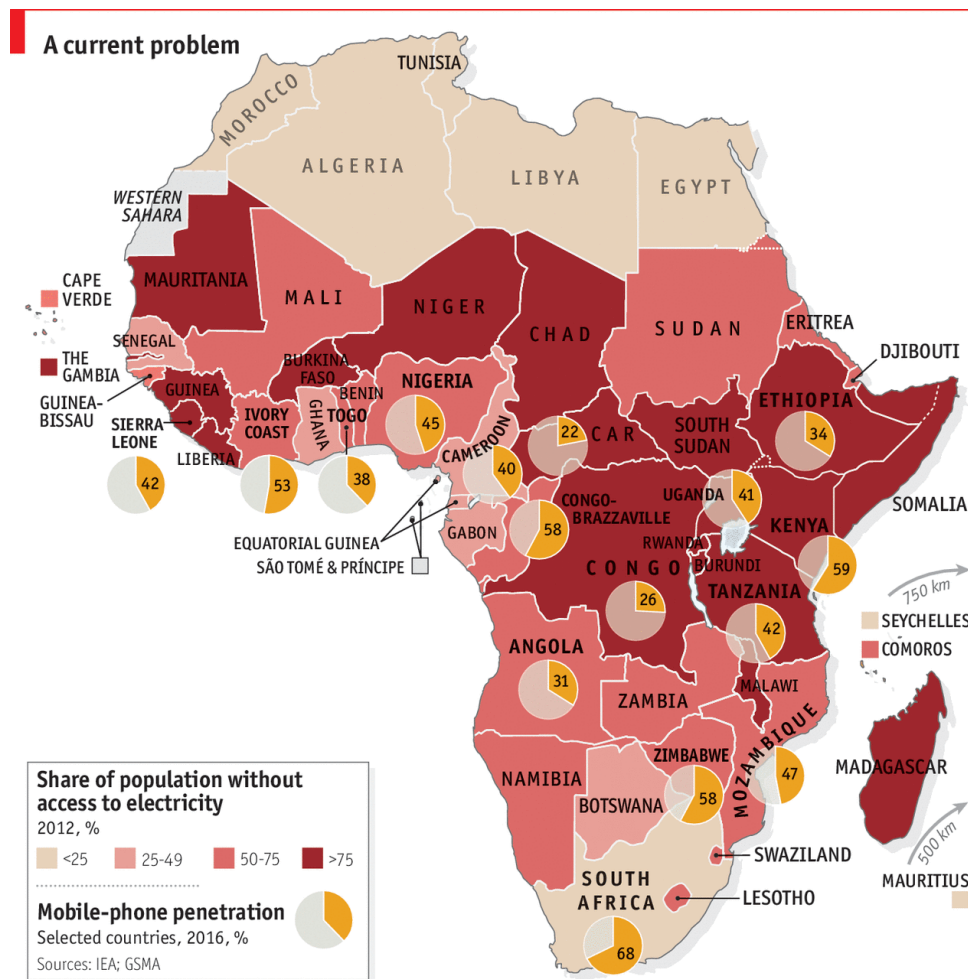 A current problem
TUNISIA
MOROCCO
ALGERIA
LIBYA
EGYPT
WESTERN
SAHARA
MAURITANIA
MALI
NIGER
CHAD
SUDAN
ERITREA
CAPE
VERDE
DJIBOUTI
SENEGAL
THE
GAMBIA
BURKINA
FASO
NIGERIA
GUINEA
BENIN
ETHIOPIA
GUINEA-
BISSAU
IVORY
COAST
GHANA
TOGO
SOUTH
SUDAN
SIERRA
LEONE
45
22
CAR
34
CAMEROON
LIBERIA
42
53
38
40
UGANDA
41
SOMALIA
CONGO-
BRAZZAVILLE
58
KENYA
GABON
EQUATORIAL GUINEA
RWANDA
SÃO TOMÉ & PRÍNCIPE
CONGO
BURUNDI
59
TANZANIA
750 km
26
42
SEYCHELLES
ANGOLA
COMOROS
31
MALAWI
ZAMBIA
MOZAMBIQUE
ZIMBABWE
MADAGASCAR
47
NAMIBIA
58
BOTSWANA
500 km
SWAZILAND
SOUTH
AFRICA
LESOTHO
MAURITIUS
68
Share of population without
access to electricity
2012, %
<25 25-49 50-75 >75
Mobile-phone penetration
Selected countries, 2016, %
Sources: IEA; GSMA